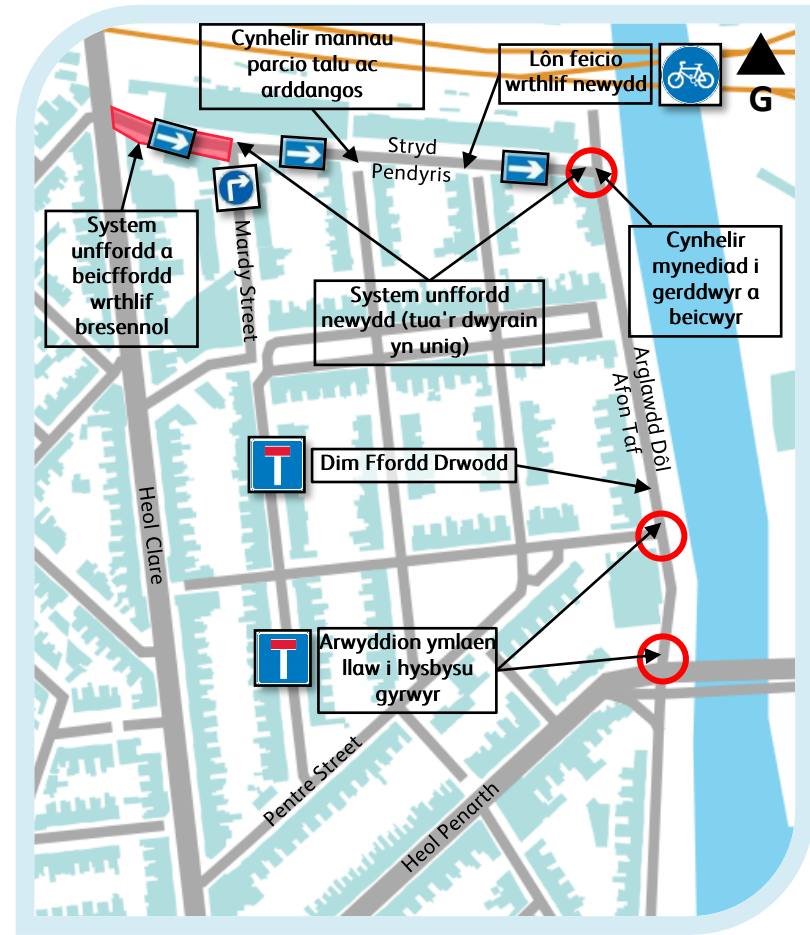 Cynhelir mannau
parcio talu ac
arddangos
Lôn feicio
wrthlif newydd
G
Stryd
Pendyris
System
unffordd a
beicffordd
wrthlif
bresennol
Mardy Street
System unffordd
newydd (tua'r dwyrain
yn unig)
Cynhelir
mynediad i
gerddwyr a
beicwyr
Arglawdd Dôl
Afon Taf
Dim Ffordd Drwodd
Heol Clare
Arwyddion ymlaen
llaw i hysbysu
gyrwyr
Pentre Street
Heol Penarth